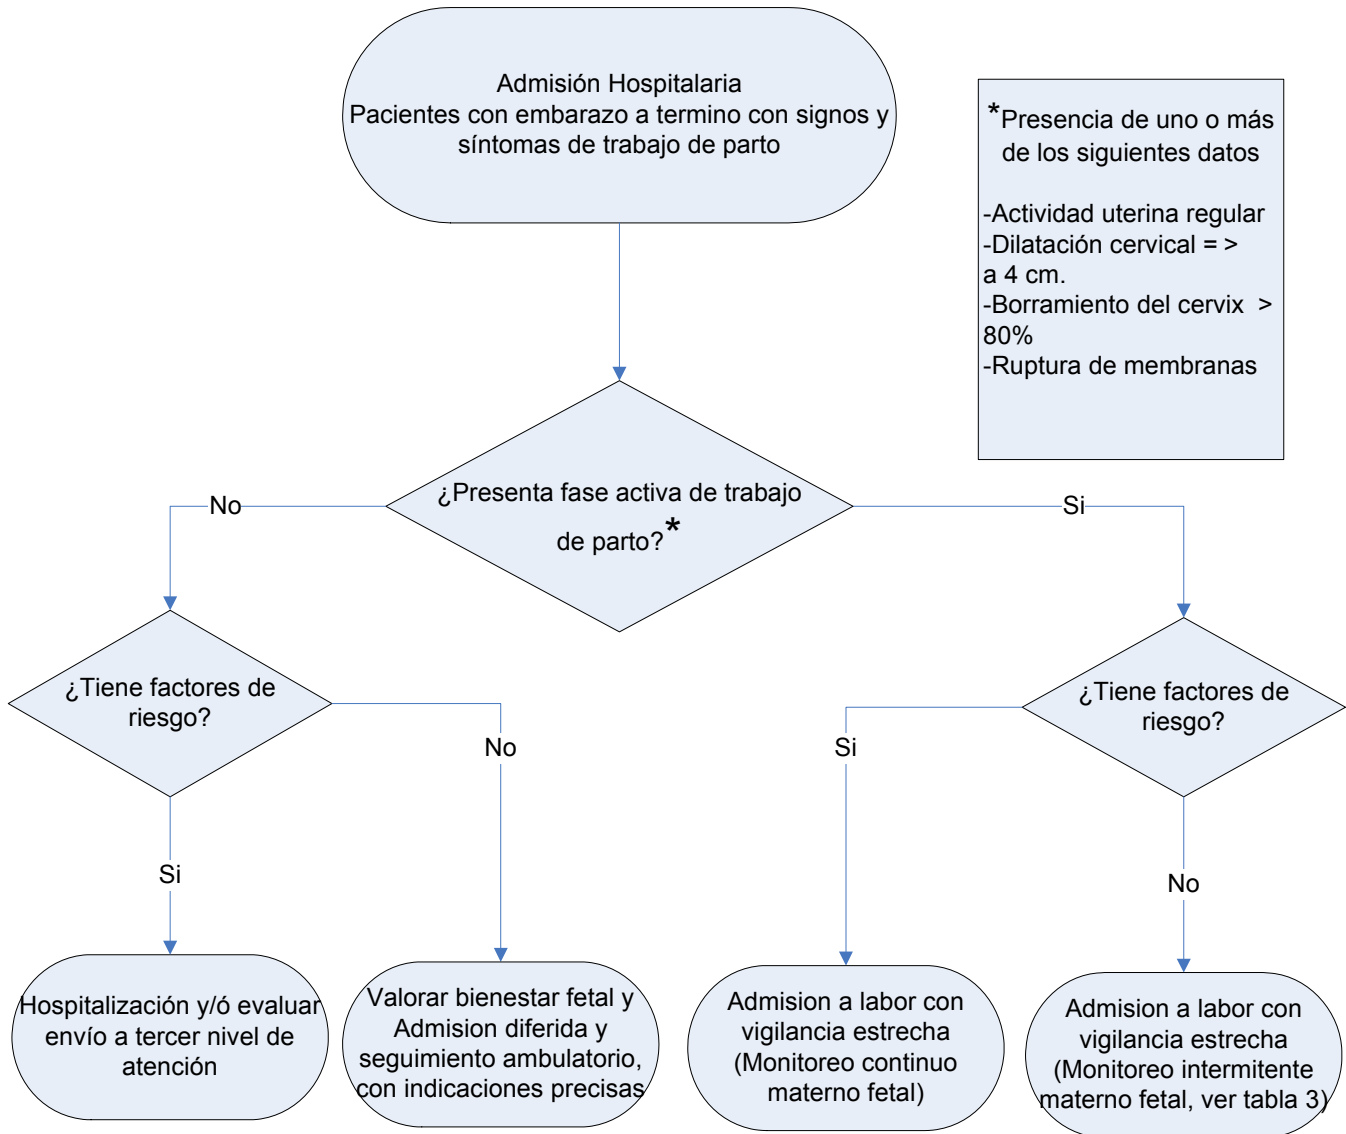 Admisión Hospitalaria
Pacientes con embarazo a termino con signos y
síntomas de trabajo de parto
*Presencia de uno o más
de los siguientes datos
-Actividad uterina regular
-Dilatación cervical = >
a 4 cm.
-Borramiento del cervix >
80%
-Ruptura de membranas
¿Presenta fase activa de trabajo
de parto?*
No
Si
¿Tiene factores de
riesgo?
¿Tiene factores de
riesgo?
No
Si
Si
No
Hospitalización y/ó evaluar
envío a tercer nivel de
atención
Valorar bienestar fetal y
Admision diferida y
seguimiento ambulatorio,
con indicaciones precisas
Admision a labor con
vigilancia estrecha
(Monitoreo continuo
materno fetal)
Admision a labor con
vigilancia estrecha
(Monitoreo intermitente
materno fetal, ver tabla 3)